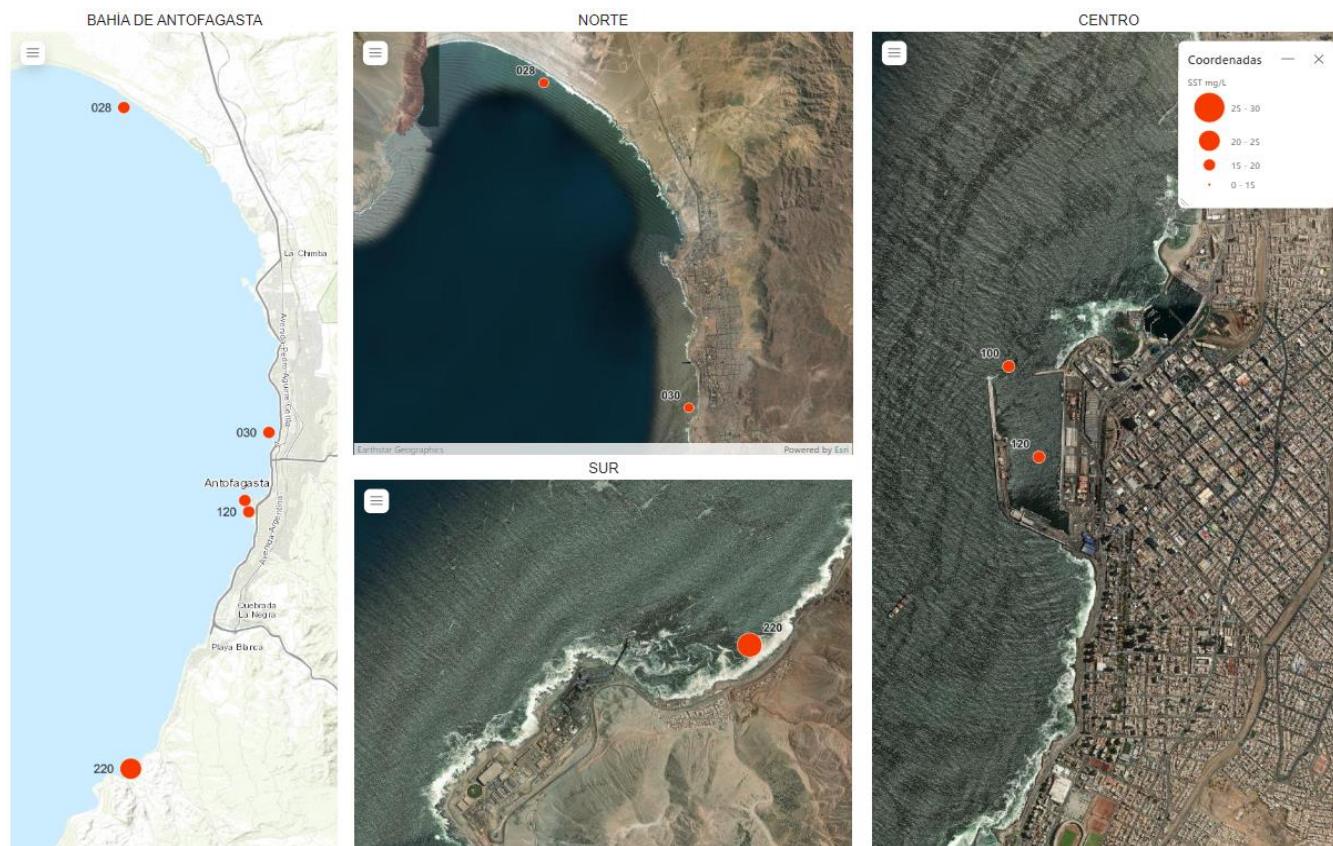 BAHÍA DE ANTOFAGASTA
028
La Chimba
Avenida Pedro Aguirre Cerda
030
Antofagasta
120
Avenida Argentina
Quebrada
La Negra
Playa Blanca
220
NORTE
028
030
Earthstar Geographics
Powered by Esri
SUR
220
CENTRO
Coordenadas
SST mg/L
25 - 30
20 - 25
15 - 20
0 - 15
100
120